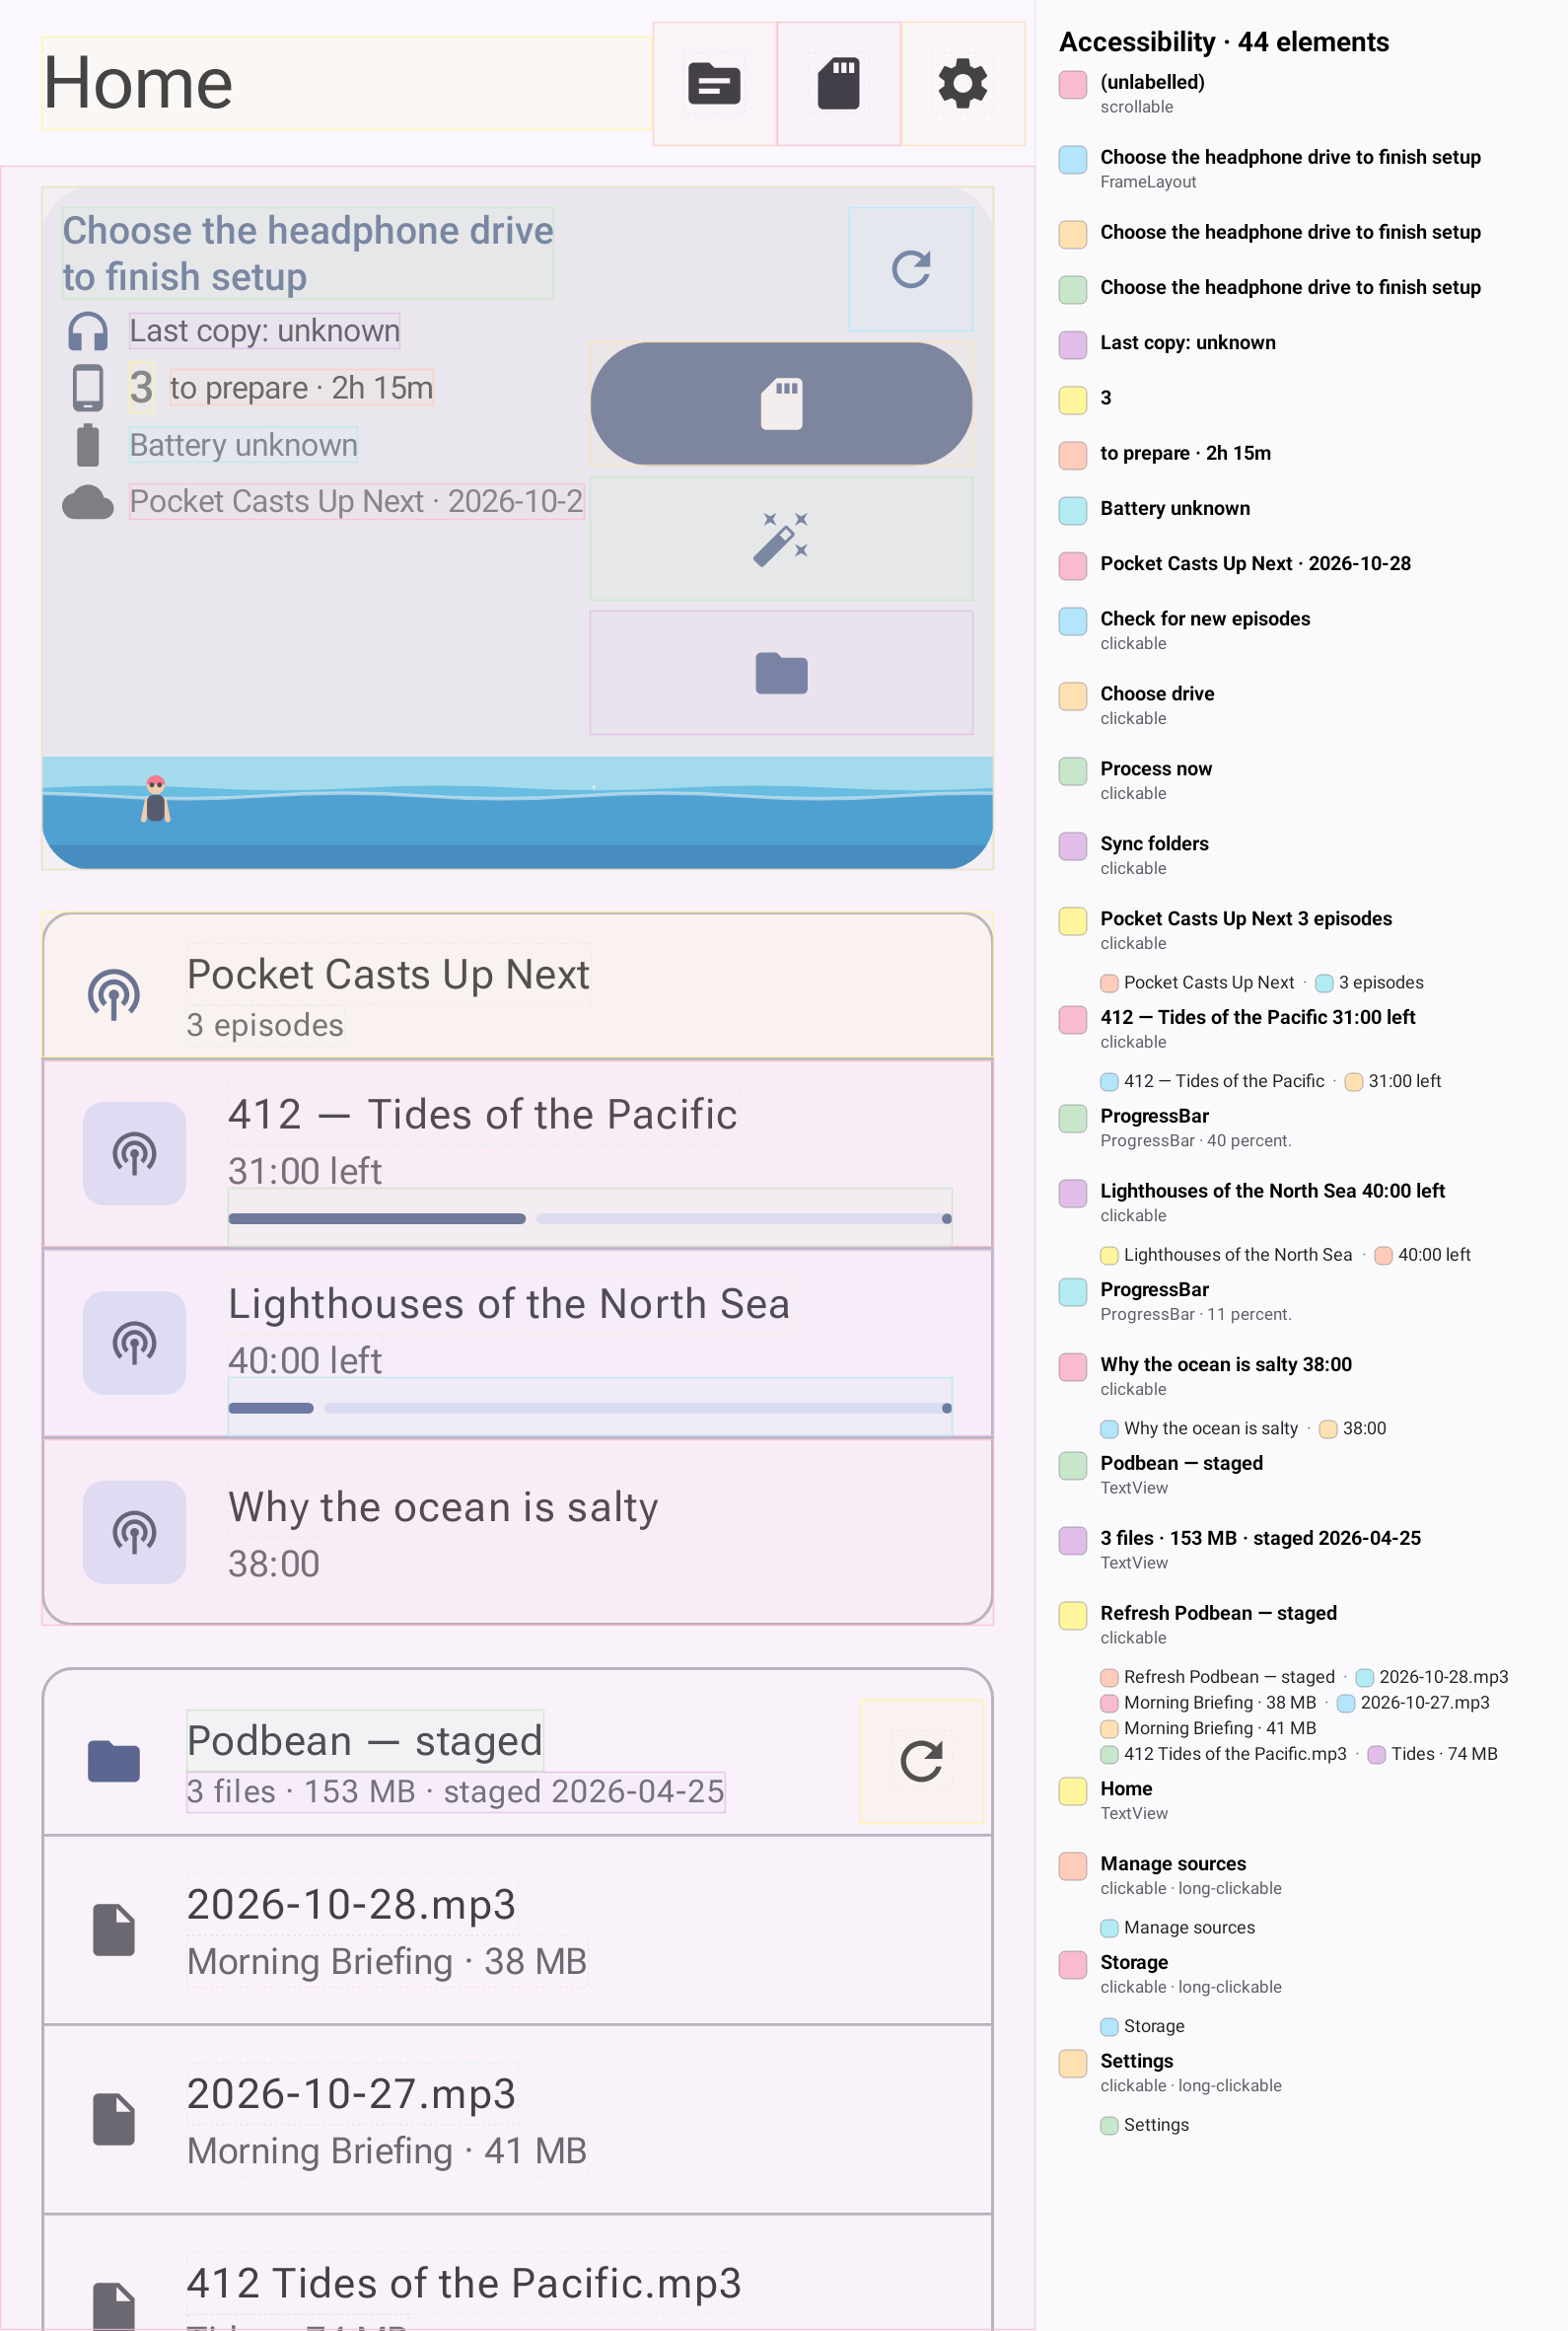 Home
Choose the headphone drive
to finish setup
Last copy: unknown
3 to prepare · 2h 15m
Battery unknown
Pocket Casts Up Next · 2026-10-2
Pocket Casts Up Next
3 episodes
412 — Tides of the Pacific
31:00 left
Lighthouses of the North Sea
40:00 left
Why the ocean is salty
38:00
Podbean — staged
3 files · 153 MB · staged 2026-04-25
2026-10-28.mp3
Morning Briefing · 38 MB
2026-10-27.mp3
Morning Briefing · 41 MB
412 Tides of the Pacific.mp3
Accessibility · 44 elements
(unlabelled)
scrollable
Choose the headphone drive to finish setup
FrameLayout
Choose the headphone drive to finish setup
Choose the headphone drive to finish setup
Last copy: unknown
3
to prepare · 2h 15m
Battery unknown
Pocket Casts Up Next · 2026-10-28
Check for new episodes
clickable
Choose drive
clickable
Process now
clickable
Sync folders
clickable
Pocket Casts Up Next 3 episodes
clickable
Pocket Casts Up Next · 3 episodes
412 — Tides of the Pacific 31:00 left
clickable
412 — Tides of the Pacific · 31:00 left
ProgressBar
ProgressBar · 40 percent.
Lighthouses of the North Sea 40:00 left
clickable
Lighthouses of the North Sea · 40:00 left
ProgressBar
ProgressBar · 11 percent.
Why the ocean is salty 38:00
clickable
Why the ocean is salty · 38:00
Podbean — staged
TextView
3 files · 153 MB · staged 2026-04-25
TextView
Refresh Podbean — staged
clickable
Refresh Podbean — staged · 2026-10-28.mp3
Morning Briefing · 38 MB · 2026-10-27.mp3
Morning Briefing · 41 MB
412 Tides of the Pacific.mp3 · Tides · 74 MB
Home
TextView
Manage sources
clickable · long-clickable
Manage sources
Storage
clickable · long-clickable
Storage
Settings
clickable · long-clickable
Settings